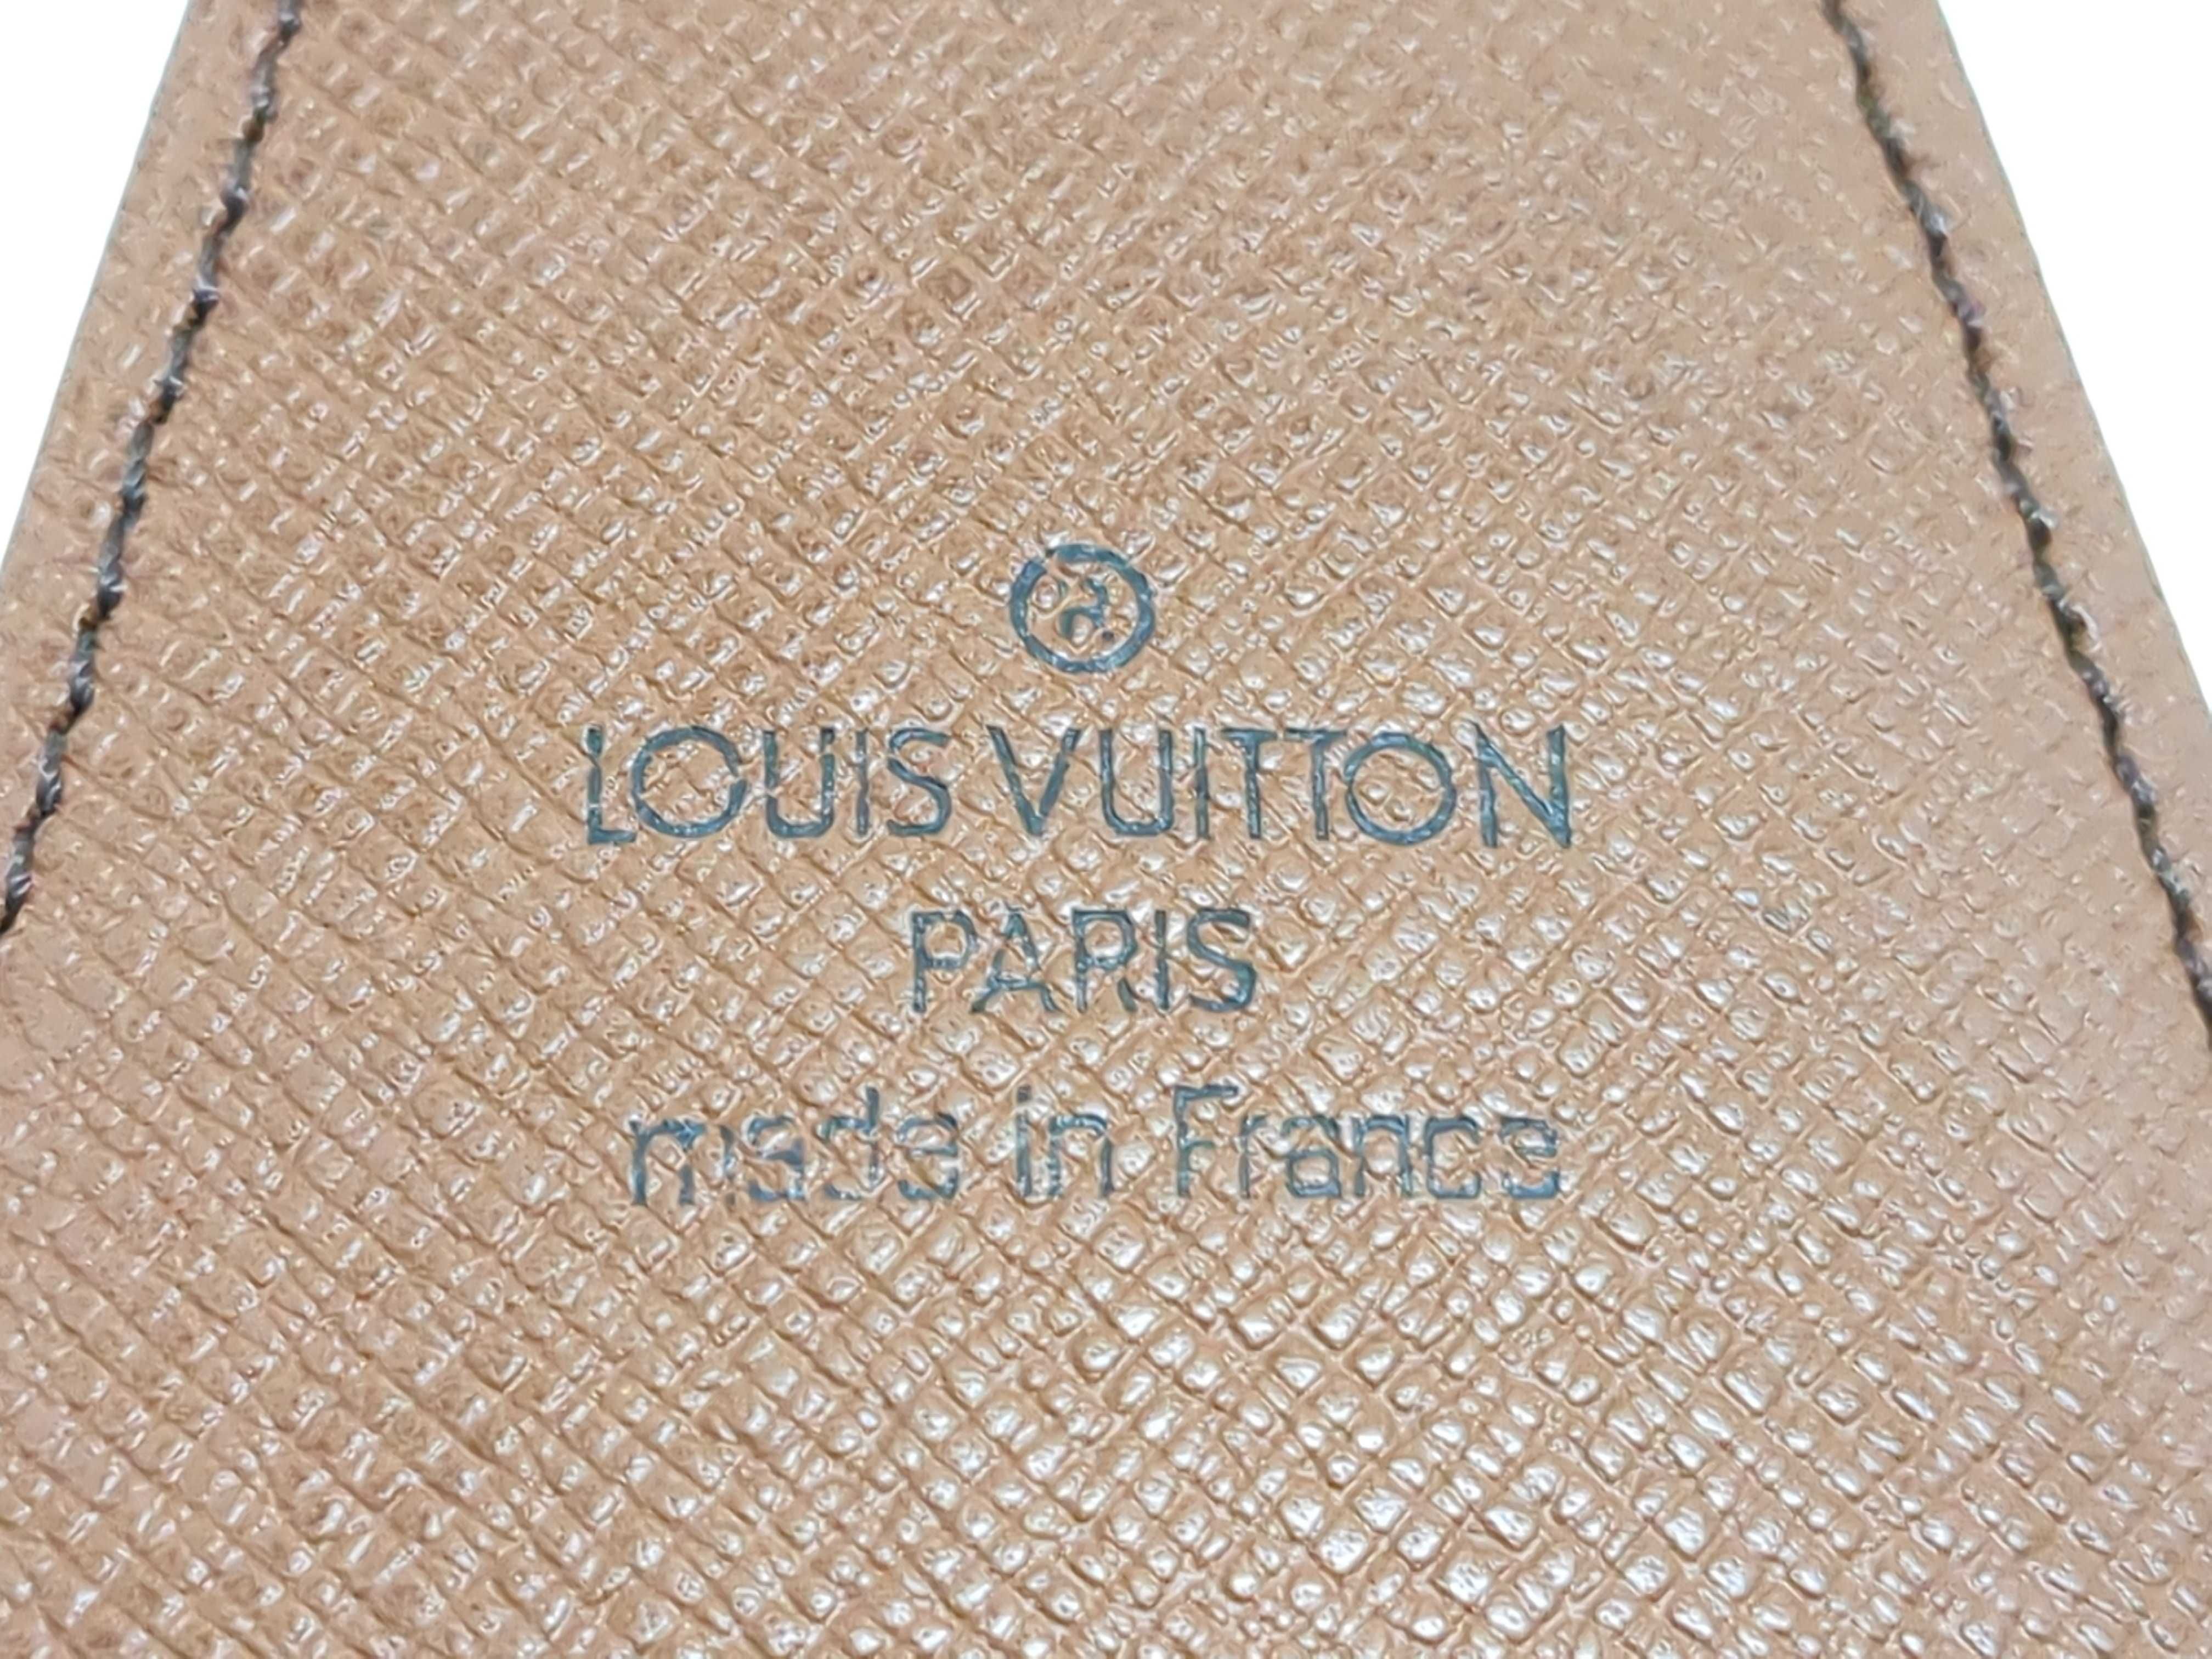 ®
LOUIS VUITTON
PARIS
made in France